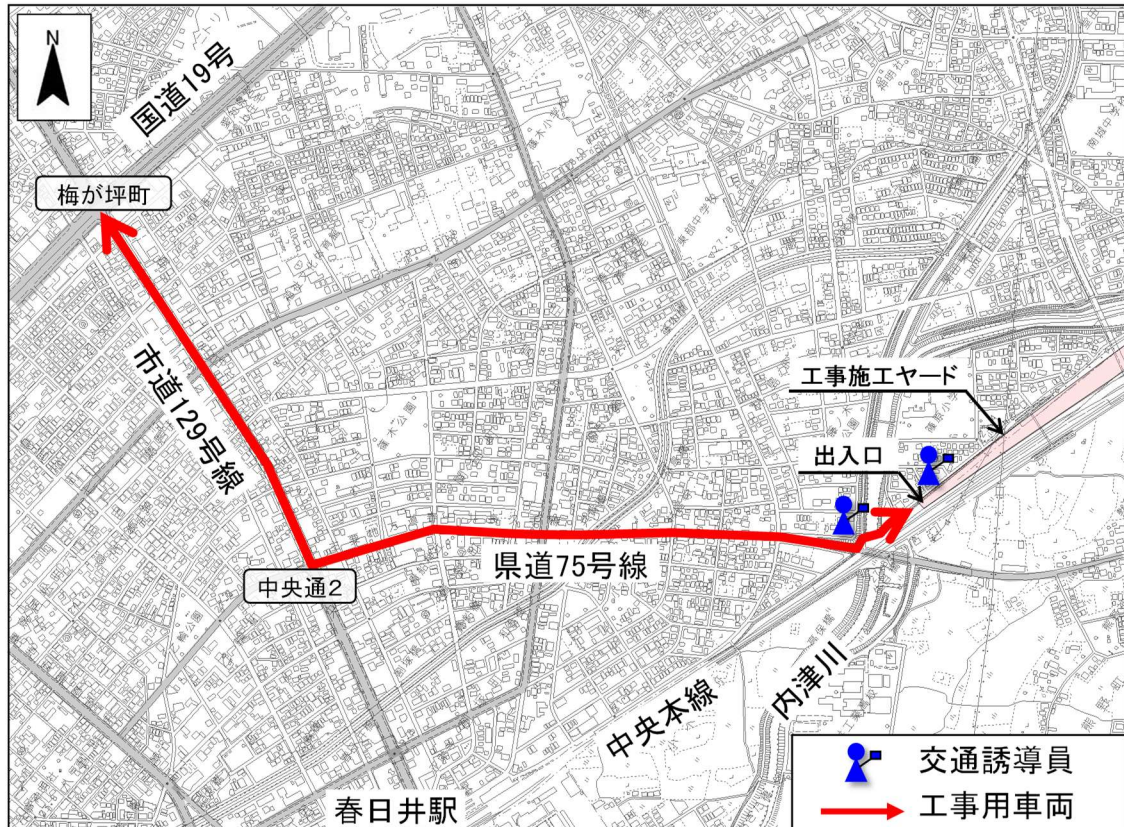 N
国道19号
梅が坪町
市道129号線
工事施工ヤード
出入口
県道75号線
中央通2
内津川
中央本線
春日井駅
交通誘導員
工事用車両